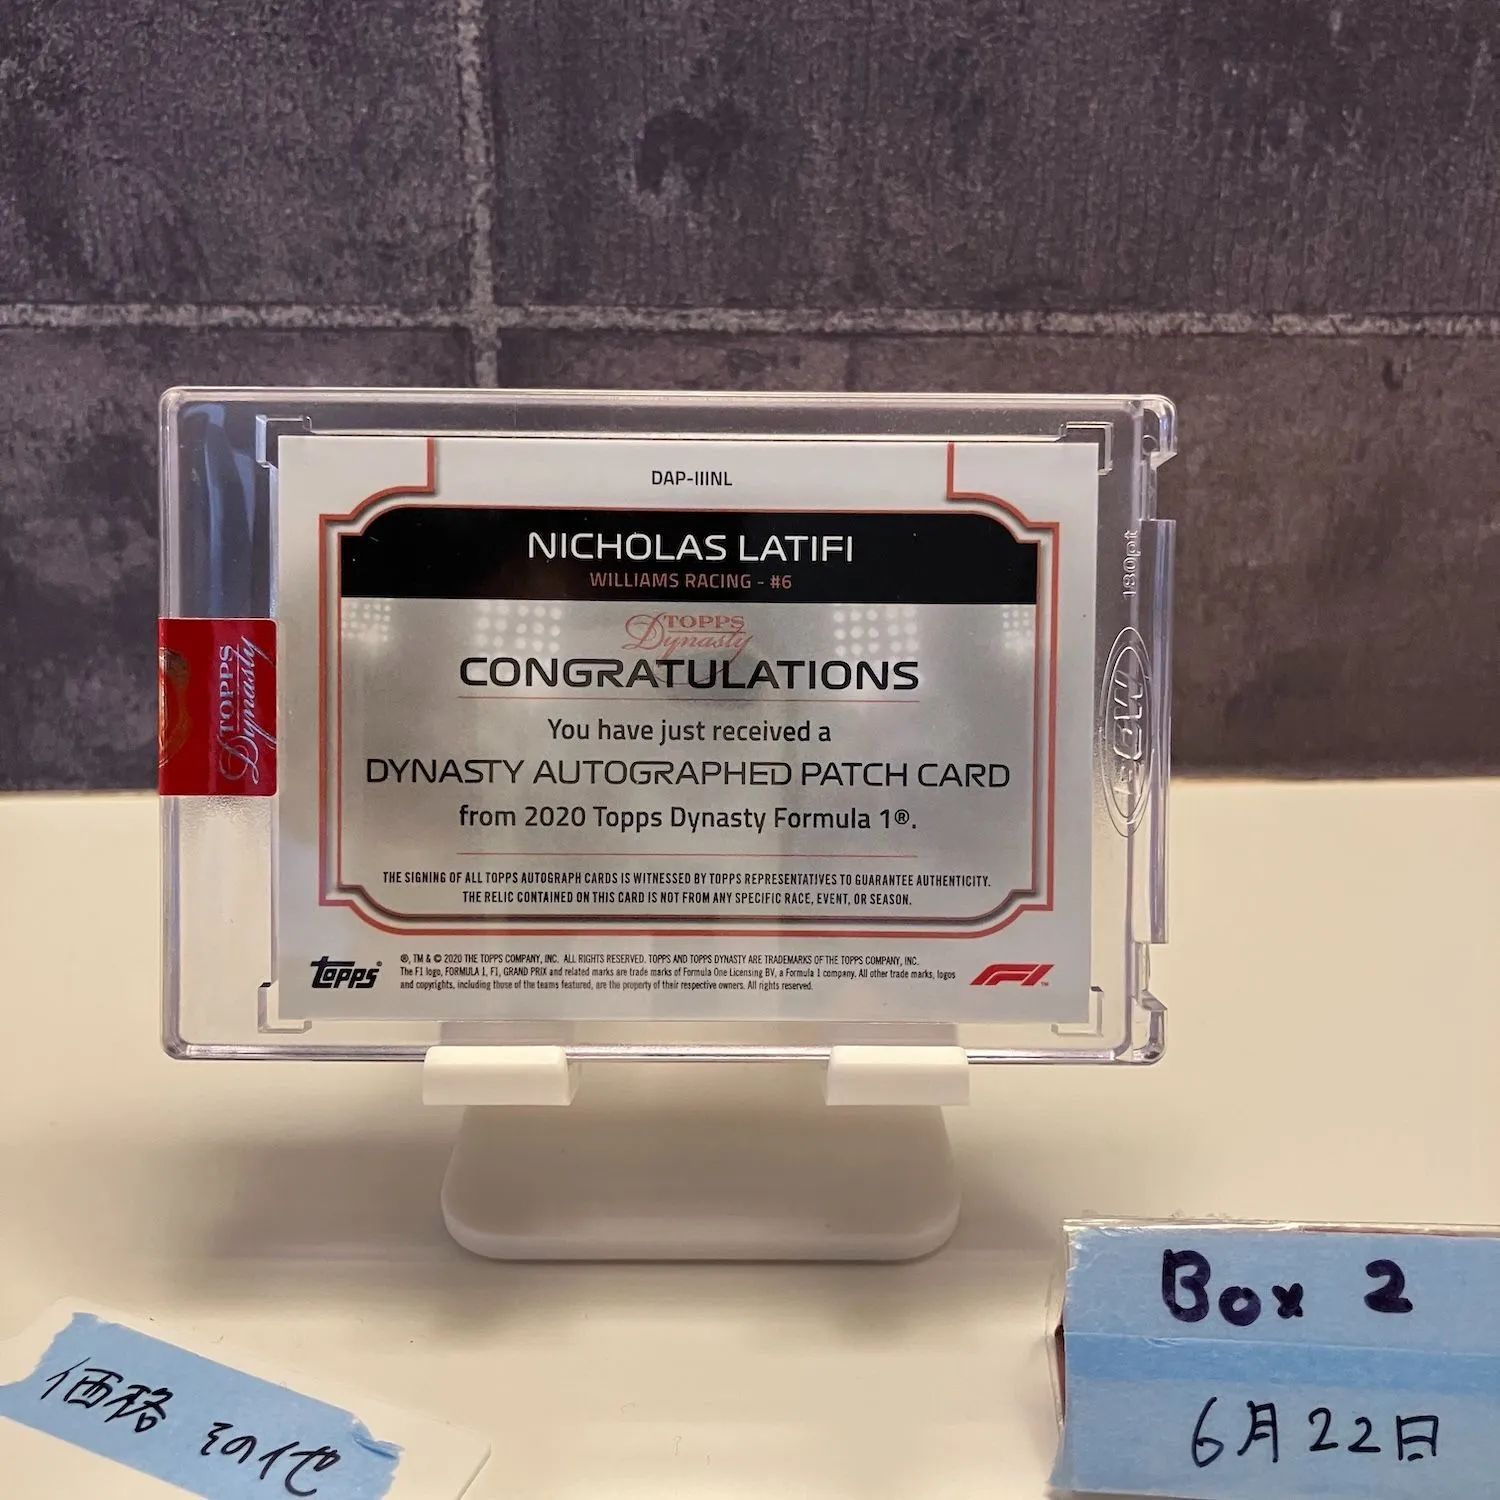 DAP-IIINL
NICHOLAS LATIFI
WILLIAMS RACING - #6
TOPPS
Dynasty
CONGRATULATIONS
You have just received a
DYNASTY AUTOGRAPHED PATCH CARD
from 2020 Topps Dynasty Formula 1®.
THE SIGNING OF ALL TOPPS AUTOGRAPH CARDS IS WITNESSED BY TOPPS REPRESENTATIVES TO GUARANTEE AUTHENTICITY.
THE RELIC CONTAINED ON THIS CARD IS NOT FROM ANY SPECIFIC RACE, EVENT, OR SEASON.
topps®
®, TM & © 2020 THE TOPPS COMPANY, INC. ALL RIGHTS RESERVED. TOPPS AND TOPPS DYNASTY ARE TRADEMARKS OF THE TOPPS COMPANY, INC.
The F1 logo, FORMULA 1, F1, GRAND PRIX and related marks are trade marks of Formula One Licensing BV, a Formula 1 company. All other trade marks, logos
and copyrights, including those of the teams featured, are the property of their respective owners. All rights reserved.
F1™
TOPPS
Dynasty
180pt
Box 2
6月22日
価格 その他